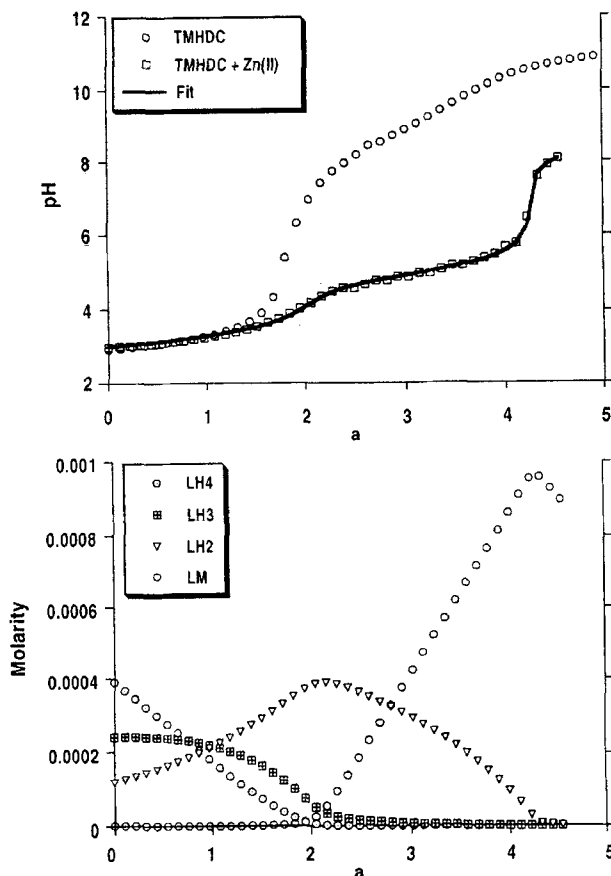 12
10
8
6
4
2
pH
TMHDC
TMHDC + Zn(II)
Fit
0 1 2 3 4 5
a
0.001
0.0008
0.0006
0.0004
0.0002
0
Molarity
LH4
LH3
LH2
LM
0 1 2 3 4 5
a